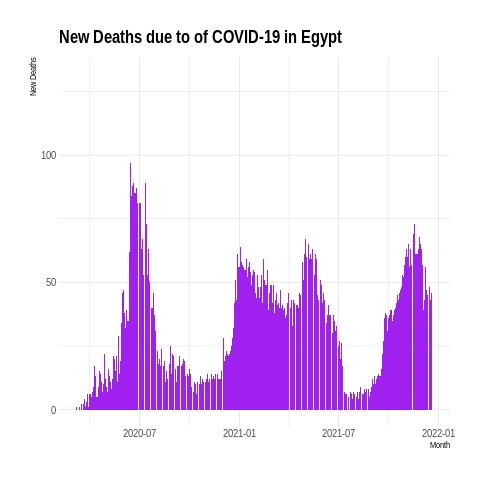 New Deaths due to of COVID-19 in Egypt
New Deaths
100
50
0
2020-07 2021-01 2021-07 2022-01
Month